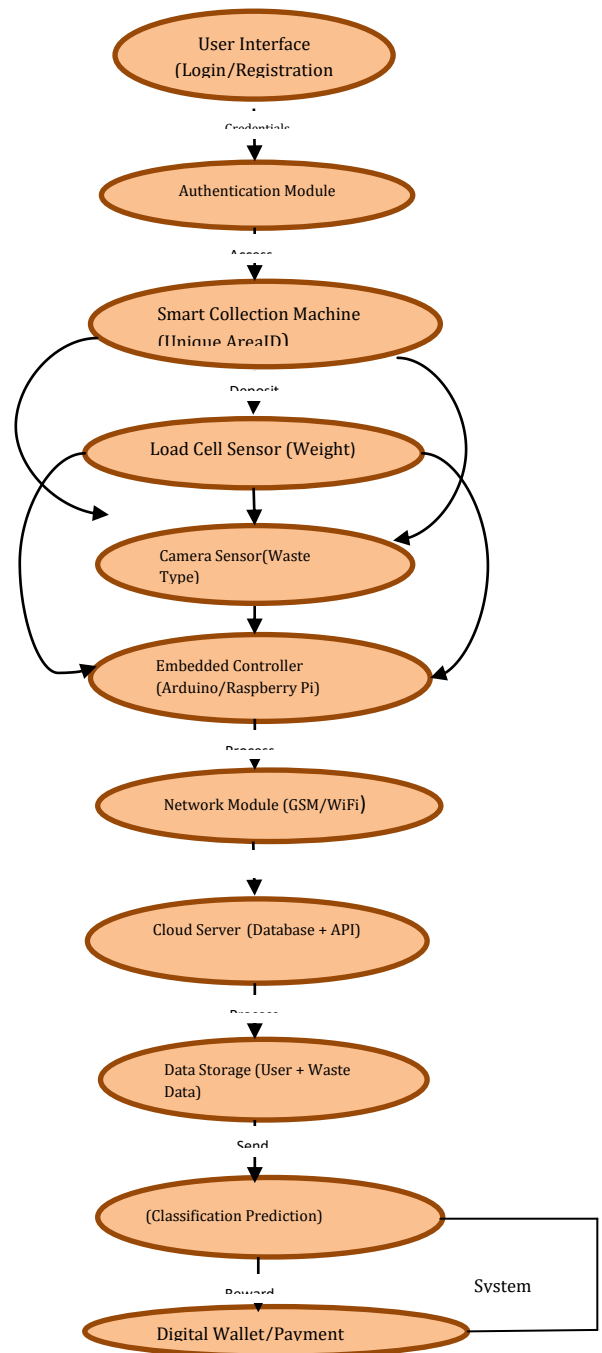 User Interface
(Login/Registration
Credentials
Authentication Module
Access
Smart Collection Machine
(Unique AreaID)
Deposit
Load Cell Sensor (Weight)
Camera Sensor(Waste
Type)
Embedded Controller
(Arduino/Raspberry Pi)
Process
Network Module (GSM/WiFi)
Cloud Server (Database + API)
Process
Data Storage (User + Waste
Data)
Send
(Classification Prediction)
System
Reward
Digital Wallet/Payment